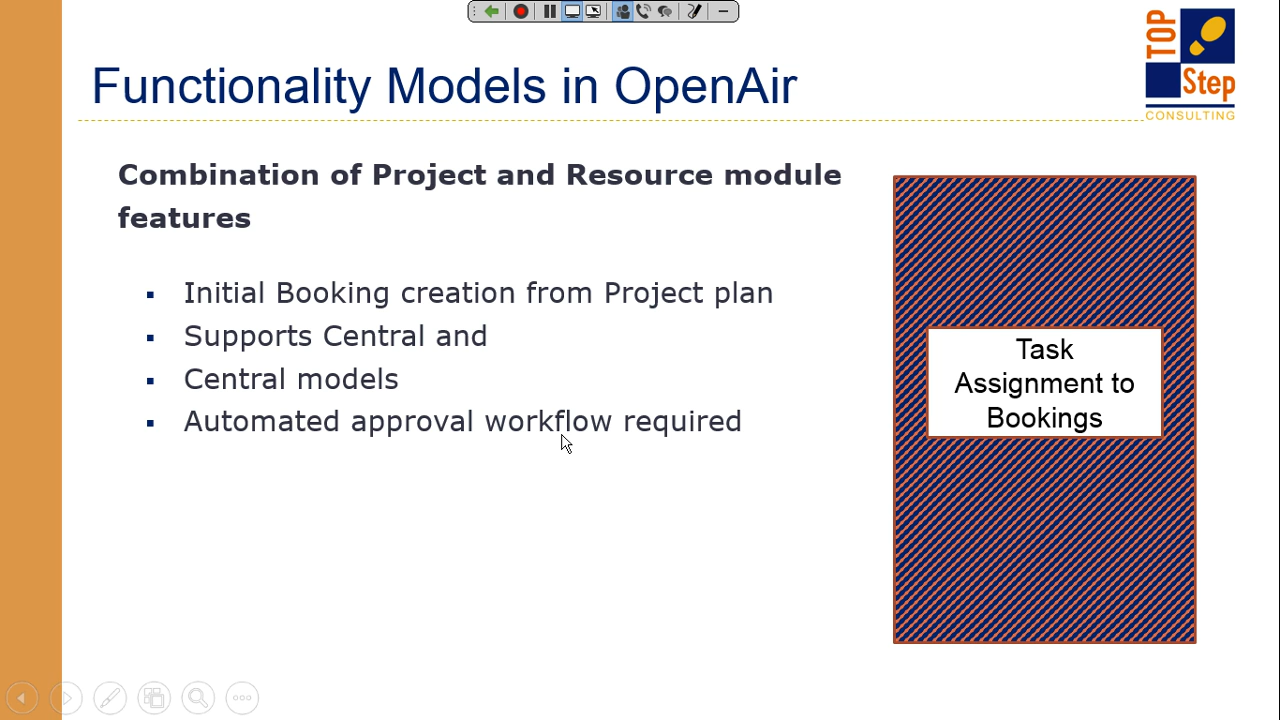 Functionality Models in OpenAir
TOP
Step
CONSULTING
Combination of Project and Resource module
features
▪ Initial Booking creation from Project plan
▪ Supports Central and
▪ Central models
▪ Automated approval workflow required
Task
Assignment to
Bookings